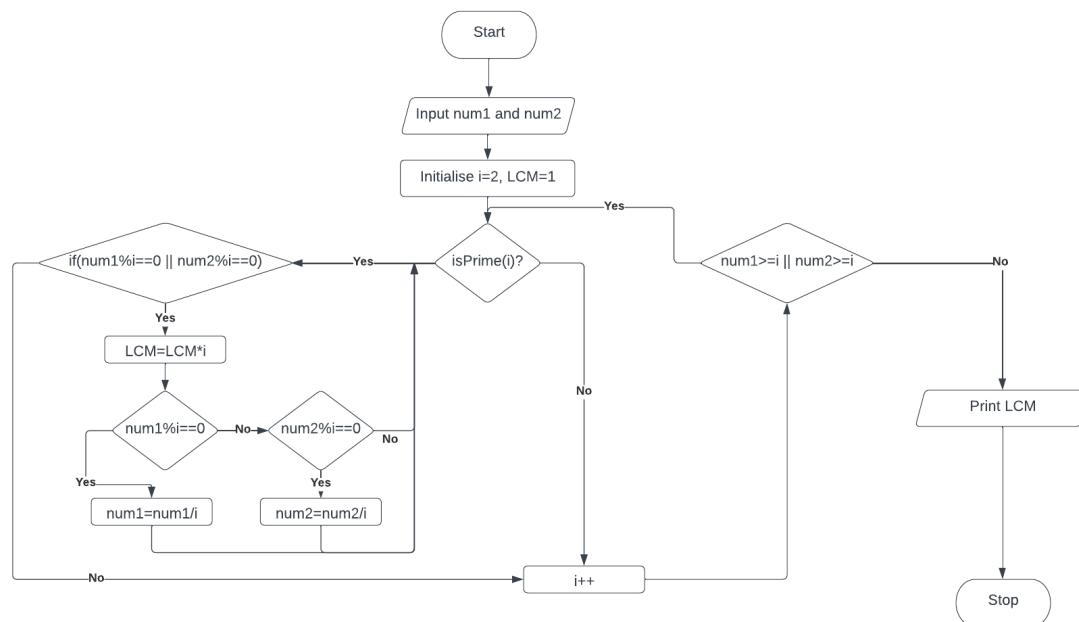 Start
Input num1 and num2
Initialise i=2, LCM=1
Yes
if(num1%i==0 || num2%i==0)
Yes
isPrime(i)?
num1>=i || num2>=i
No
Yes
LCM=LCM*i
No
Print LCM
num1%i==0
No
num2%i==0
No
Yes
Yes
num1=num1/i
num2=num2/i
No
i++
Stop